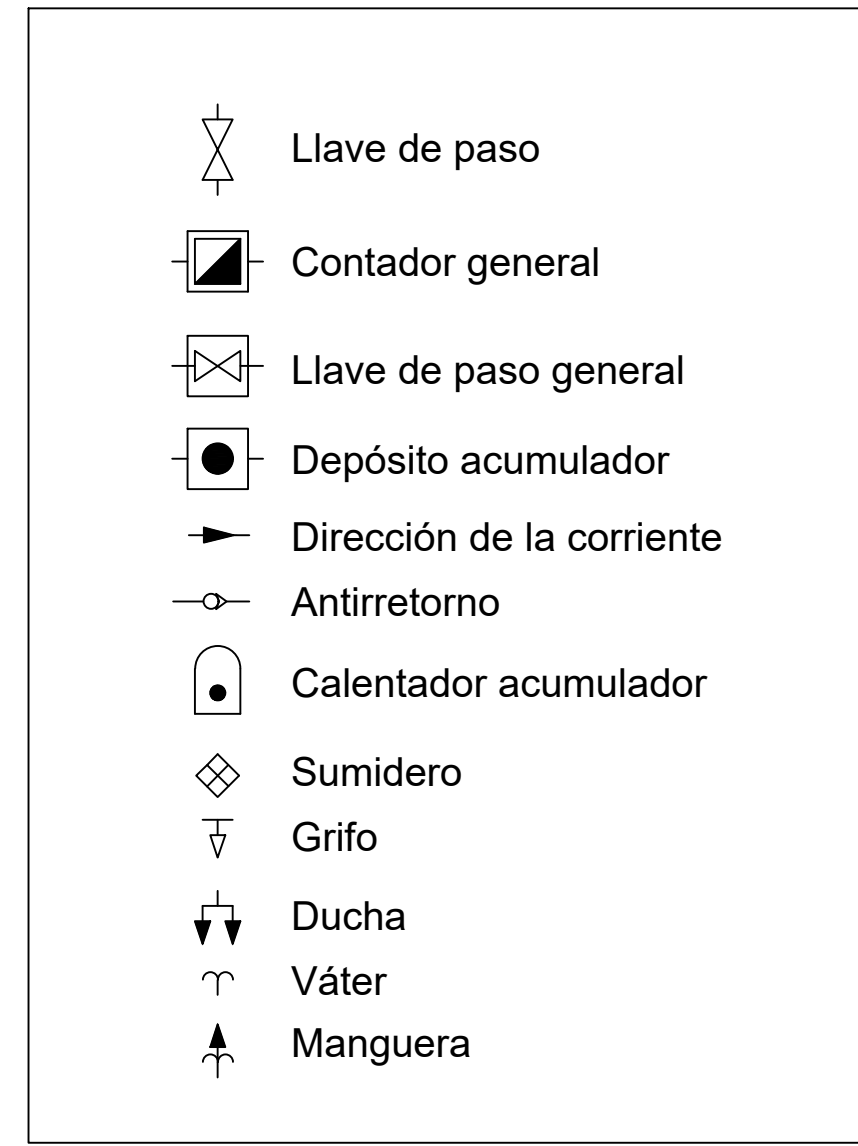 Llave de paso
Contador general
Llave de paso general
Depósito acumulador
Dirección de la corriente
Antirretorno
Calentador acumulador
Sumidero
Grifo
Ducha
Váter
Manguera